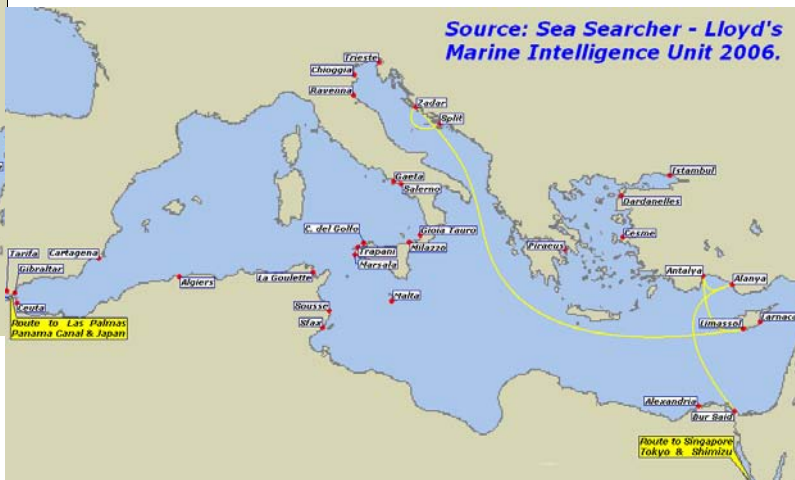 Source: Sea Searcher - Lloyd's
Marine Intelligence Unit 2006.
Trieste
Chioggia
Ravenna
Zadar
Split
Istambul
Gaeta
Salerno
Dardanelles
C. del Golfo
Gioia Tauro
Cesme
Tarifa
Cartagena
Trapani
Milazzo
Piraeus
Gibraltar
Marsala
Antalya
Alanya
Algiers
La Goulette
Ceuta
Malta
Sousse
Limassol
Larnaca
Sfax
Route to Las Palmas
Panama Canal & Japan
Alexandria
bur Said
Route to Singapore
Tokyo & Shimizu